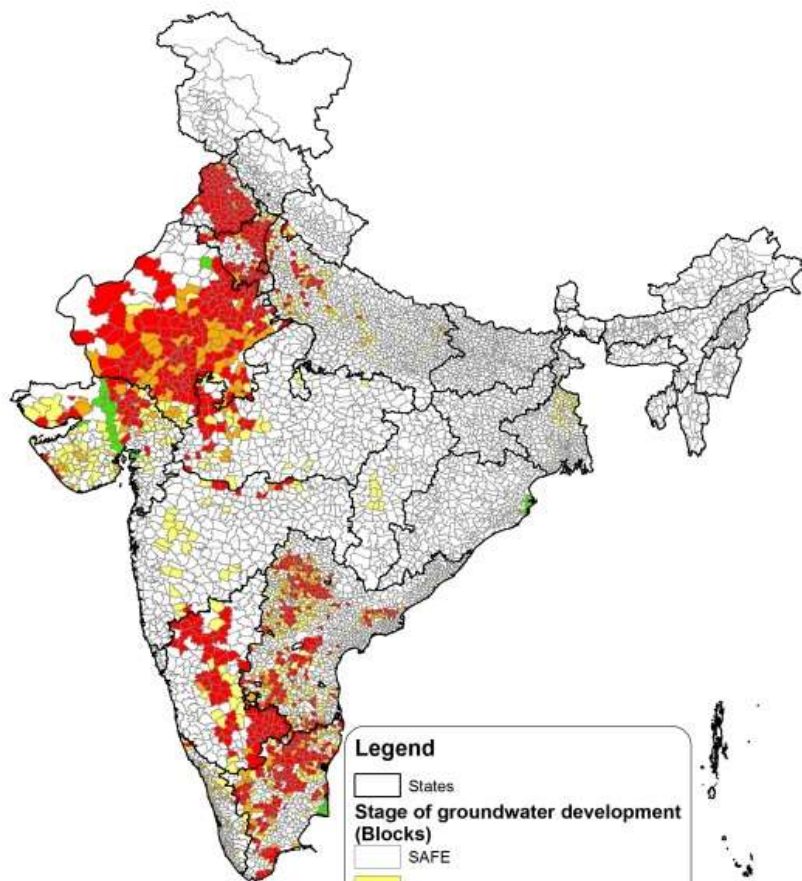 Legend
States
Stage of groundwater development
(Blocks)
SAFE